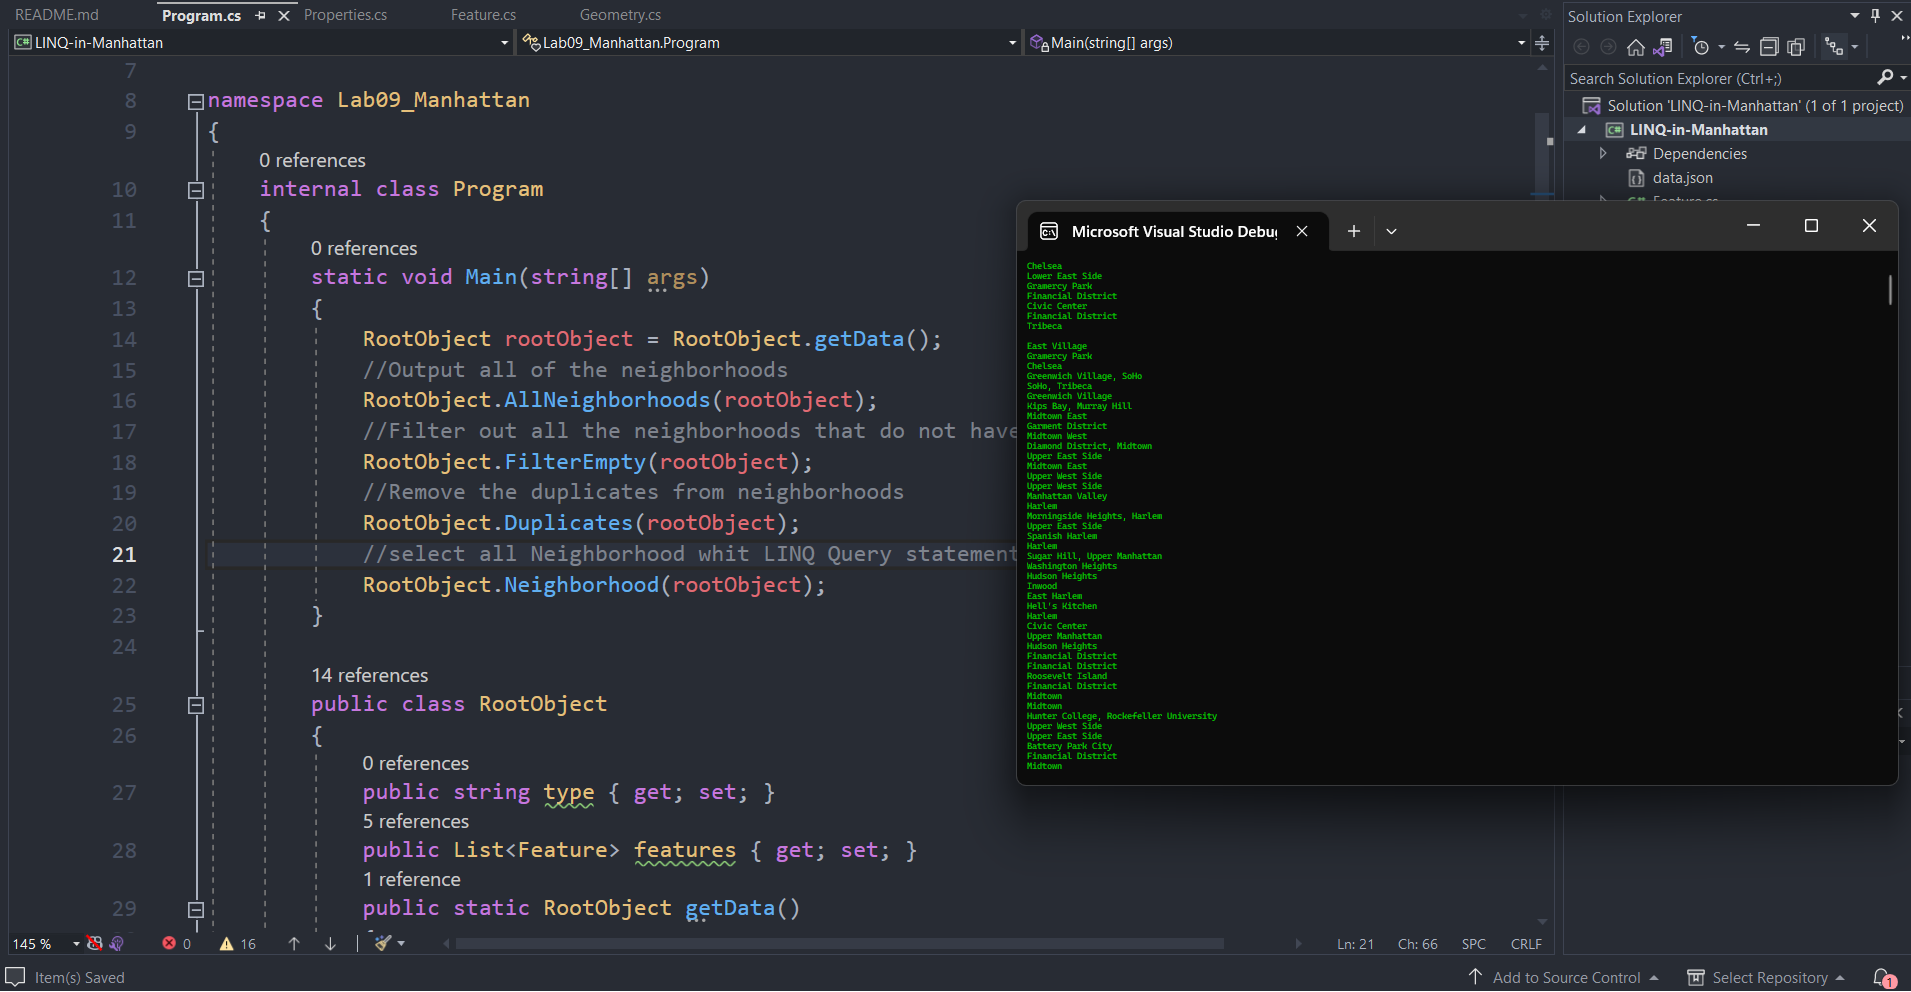 README.md
Program.cs
Properties.cs
Feature.cs
Geometry.cs
C# LINQ-in-Manhattan
Lab09_Manhattan.Program
Main(string[] args)
7
8 namespace Lab09_Manhattan
9 {
0 references
10 internal class Program
11 {
0 references
12 static void Main(string[] args)
13 {
14 RootObject rootObject = RootObject.getData();
15 //Output all of the neighborhoods
16 RootObject.AllNeighborhoods(rootObject);
17 //Filter out all the neighborhoods that do not have
18 RootObject.FilterEmpty(rootObject);
19 //Remove the duplicates from neighborhoods
20 RootObject.Duplicates(rootObject);
21 //select all Neighborhood whit LINQ Query statement
22 RootObject.Neighborhood(rootObject);
23 }
24
14 references
25 public class RootObject
26 {
0 references
27 public string type { get; set; }
5 references
28 public List<Feature> features { get; set; }
1 reference
29 public static RootObject getData()
145 %
0
16
Ln: 21
Ch: 66
SPC
CRLF
Item(s) Saved
Add to Source Control
Select Repository
1
Solution Explorer
Search Solution Explorer (Ctrl+;)
Solution 'LINQ-in-Manhattan' (1 of 1 project)
C# LINQ-in-Manhattan
Dependencies
data.json
Microsoft Visual Studio Debu
Chelsea
Lower East Side
Gramercy Park
Financial District
Civic Center
Financial District
Tribeca
East Village
Gramercy Park
Chelsea
Greenwich Village, SoHo
SoHo, Tribeca
Greenwich Village
Kips Bay, Murray Hill
Midtown East
Garment District
Midtown West
Diamond District, Midtown
Upper East Side
Midtown East
Upper West Side
Upper West Side
Manhattan Valley
Harlem
Morningside Heights, Harlem
Upper East Side
Spanish Harlem
Harlem
Sugar Hill, Upper Manhattan
Washington Heights
Hudson Heights
Inwood
East Harlem
Hell's Kitchen
Harlem
Civic Center
Upper Manhattan
Hudson Heights
Financial District
Financial District
Roosevelt Island
Financial District
Midtown
Midtown
Hunter College, Rockefeller University
Upper West Side
Upper East Side
Battery Park City
Financial District
Midtown